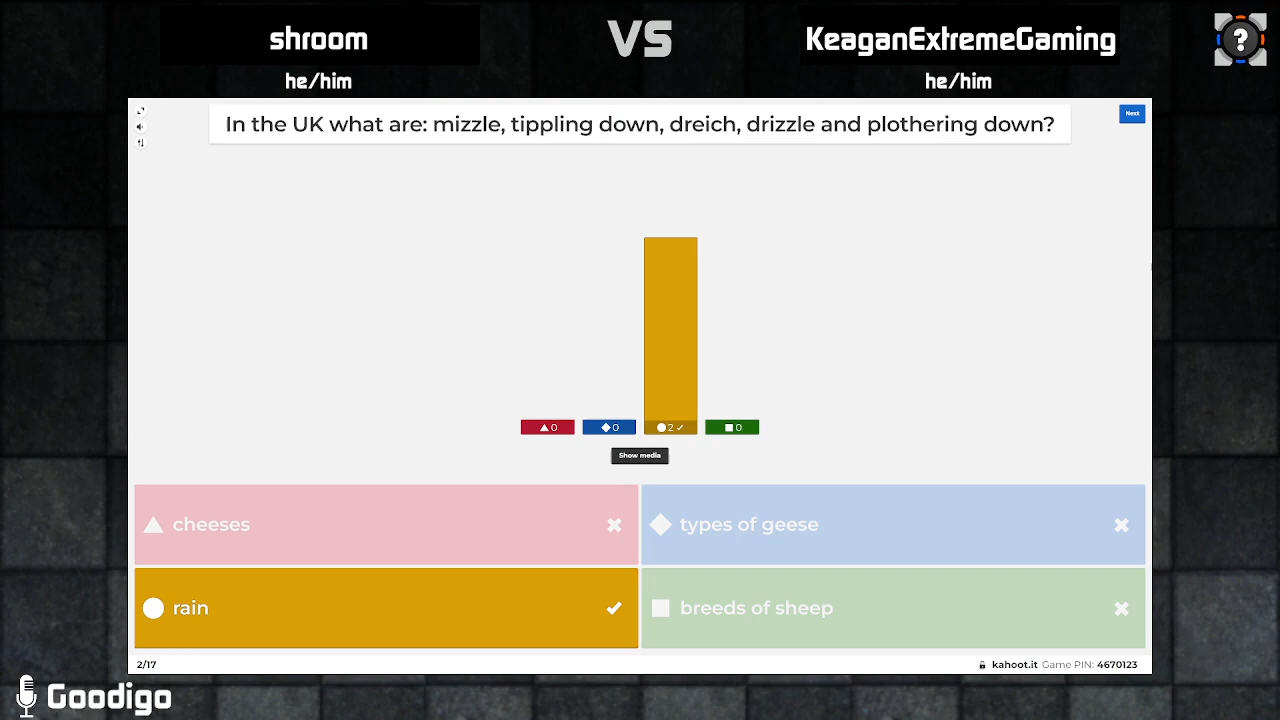 shroom
VS
KeaganExtremeGaming
?
he/him
he/him
In the UK what are: mizzle, tippling down, dreich, drizzle and plothering down?
Next
0
0
2
0
Show media
cheeses
types of geese
rain
breeds of sheep
2/17
kahoot.it Game PIN: 4670123
Goodigo